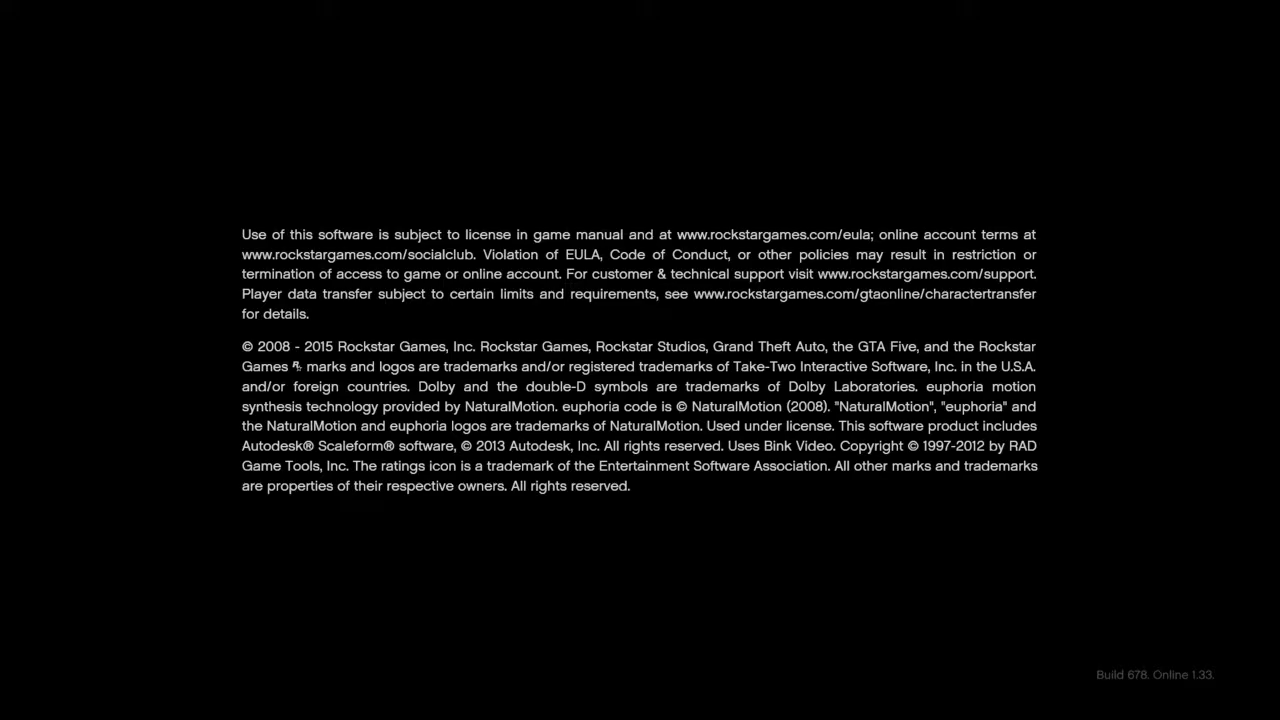 Use of this software is subject to license in game manual and at www.rockstargames.com/eula; online account terms at
www.rockstargames.com/socialclub. Violation of EULA, Code of Conduct, or other policies may result in restriction or
termination of access to game or online account. For customer & technical support visit www.rockstargames.com/support.
Player data transfer subject to certain limits and requirements, see www.rockstargames.com/gtaonline/charactertransfer
for details.
© 2008 - 2015 Rockstar Games, Inc. Rockstar Games, Rockstar Studios, Grand Theft Auto, the GTA Five, and the Rockstar
Games R* marks and logos are trademarks and/or registered trademarks of Take-Two Interactive Software, Inc. in the U.S.A.
and/or foreign countries. Dolby and the double-D symbols are trademarks of Dolby Laboratories. euphoria motion
synthesis technology provided by NaturalMotion. euphoria code is © NaturalMotion (2008). "NaturalMotion", "euphoria" and
the NaturalMotion and euphoria logos are trademarks of NaturalMotion. Used under license. This software product includes
Autodesk® Scaleform® software, © 2013 Autodesk, Inc. All rights reserved. Uses Bink Video. Copyright © 1997-2012 by RAD
Game Tools, Inc. The ratings icon is a trademark of the Entertainment Software Association. All other marks and trademarks
are properties of their respective owners. All rights reserved.
Build 678. Online 1.33.